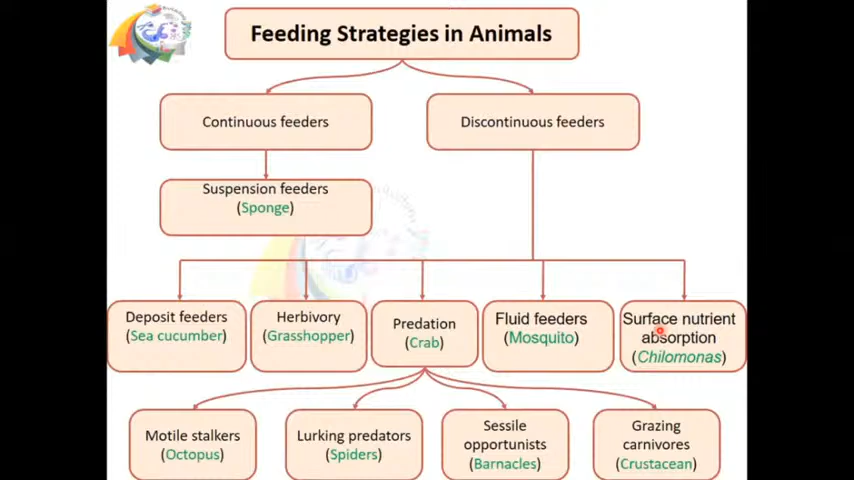 Feeding Strategies in Animals
Continuous feeders
Discontinuous feeders
Suspension feeders
(Sponge)
Deposit feeders
(Sea cucumber)
Herbivory
(Grasshopper)
Predation
(Crab)
Fluid feeders
(Mosquito)
Surface nutrient
absorption
(Chilomonas)
Motile stalkers
(Octopus)
Lurking predators
(Spiders)
Sessile
opportunists
(Barnacles)
Grazing
carnivores
(Crustacean)